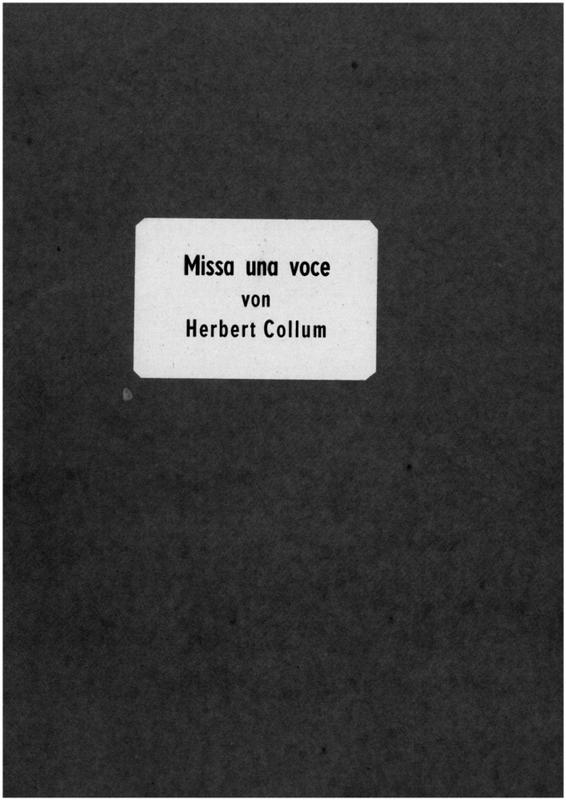 Missa una voce
von
Herbert Collum